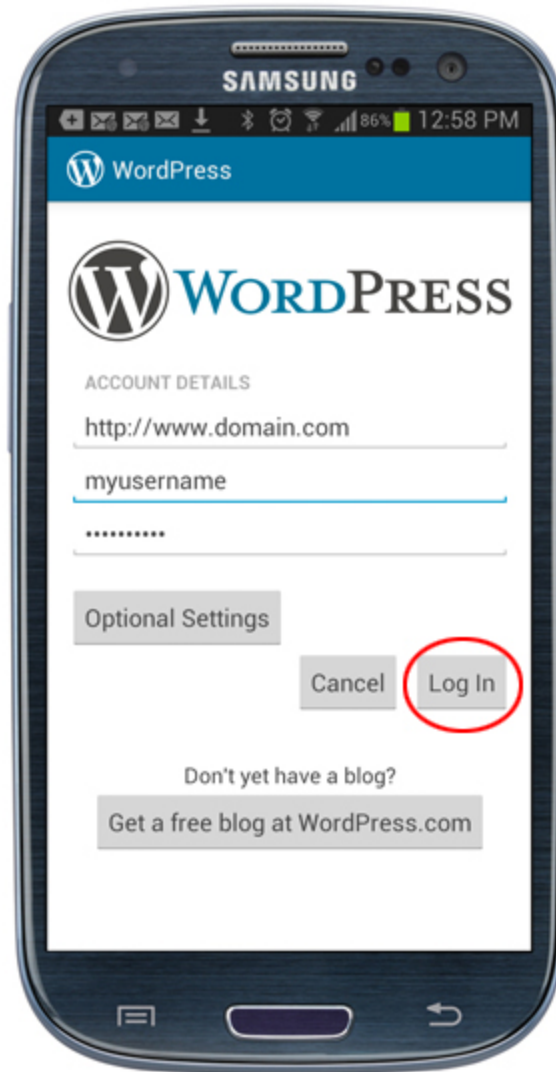 SAMSUNG
86% 12:58 PM
WordPress
WORDPRESS
ACCOUNT DETAILS
http://www.domain.com
myusername
••••••••••
Optional Settings
Cancel Log In
Don't yet have a blog?
Get a free blog at WordPress.com